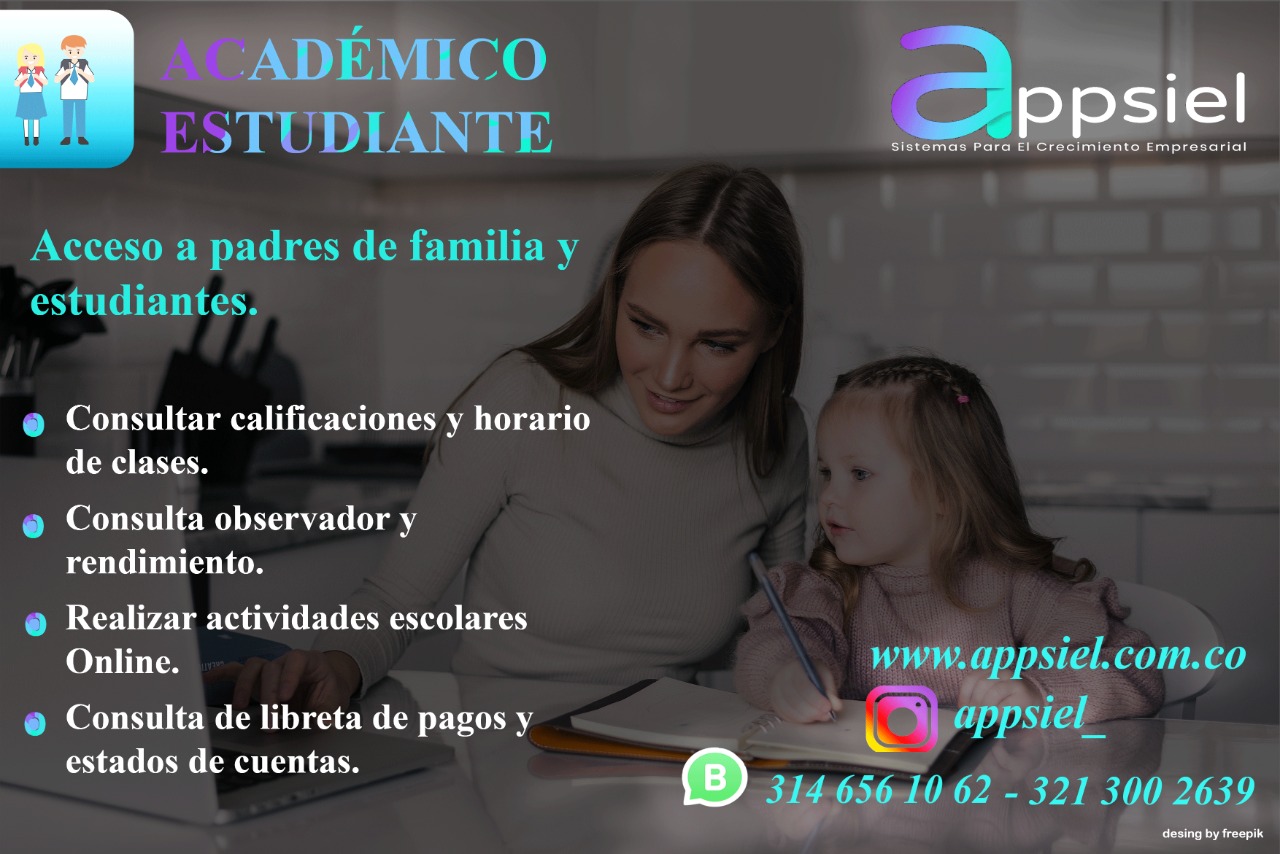 ACADÉMICO
ESTUDIANTE
appsiel
Sistemas Para El Crecimiento Empresarial
Acceso a padres de familia y
estudiantes.
Consultar calificaciones y horario
de clases.
Consulta observador y
rendimiento.
Realizar actividades escolares
Online.
Consulta de libreta de pagos y
estados de cuentas.
www.appsiel.com.co
appsiel_
B
314 656 10 62 - 321 300 2639
desing by freepik